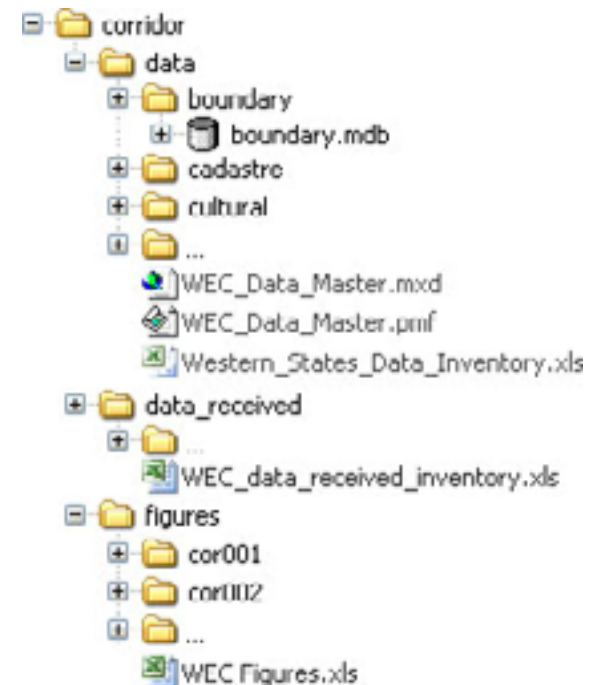 corridor
data
boundary
boundary.mdb
cadastre
cultural
...
WEC_Data_Master.mxd
WEC_Data_Master.pmf
Western_States_Data_Inventory.xls
data_received
...
WEC_data_received_inventory.xls
figures
cor001
cor002
...
WEC Figures.xls